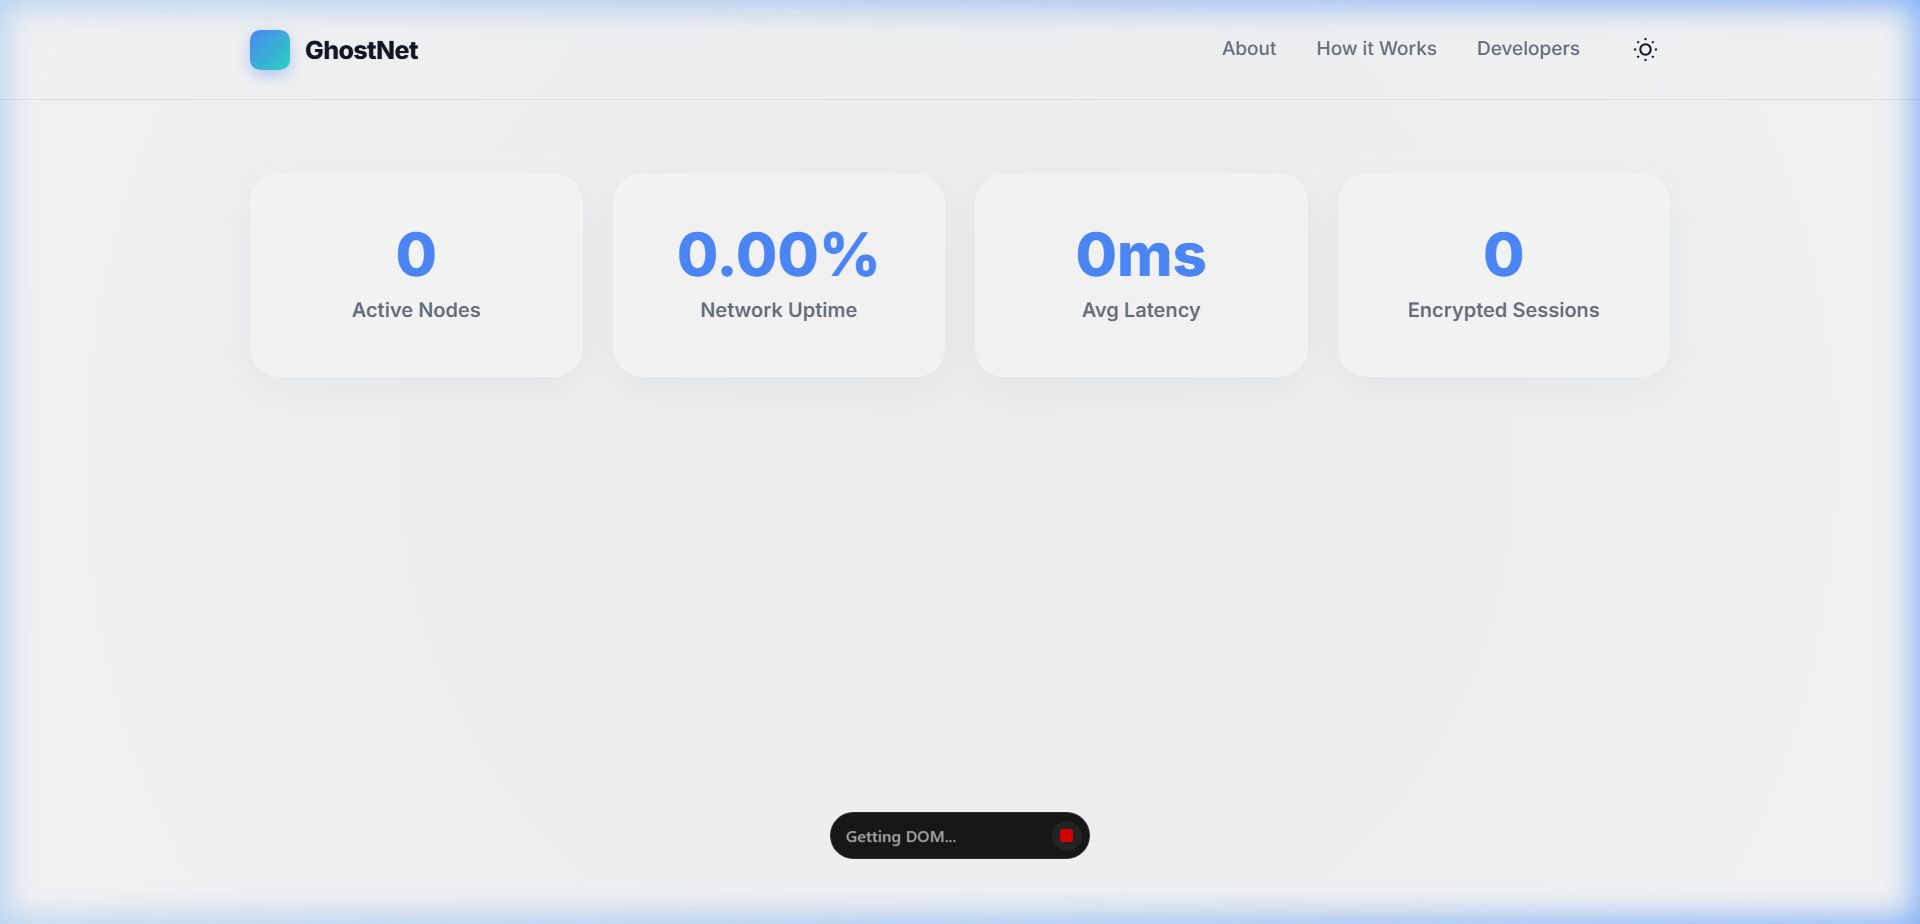 GhostNet
About
How it Works
Developers
0
Active Nodes
0.00%
Network Uptime
0ms
Avg Latency
0
Encrypted Sessions
Getting DOM...